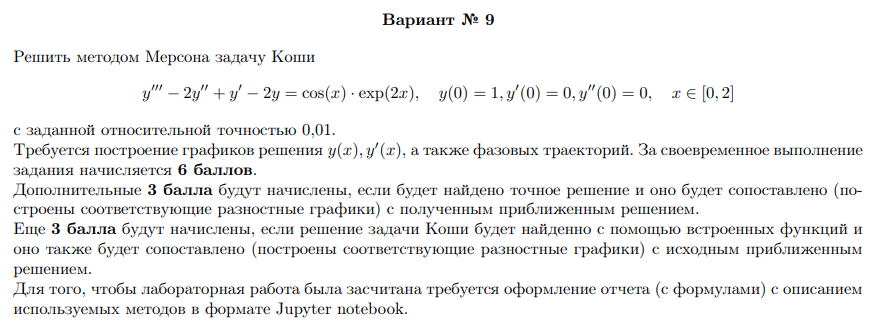 Вариант № 9
Решить методом Мерсона задачу Коши
y′′′ − 2y′′ + y′ − 2y = cos(x) · exp(2x), y(0) = 1, y′(0) = 0, y′′(0) = 0, x ∈ [0, 2]
с заданной относительной точностью 0,01.
Требуется построение графиков решения y(x), y′(x), а также фазовых траекторий. За своевременное выполнение
задания начисляется 6 баллов.
Дополнительные 3 балла будут начислены, если будет найдено точное решение и оно будет сопоставлено (по-
строены соответствующие разностные графики) с полученным приближенным решением.
Еще 3 балла будут начислены, если решение задачи Коши будет найденно с помощью встроенных функций и
оно также будет сопоставлено (построены соответствующие разностные графики) с исходным приближенным
решением.
Для того, чтобы лабораторная работа была засчитана требуется оформление отчета (с формулами) с описанием
используемых методов в формате Jupyter notebook.